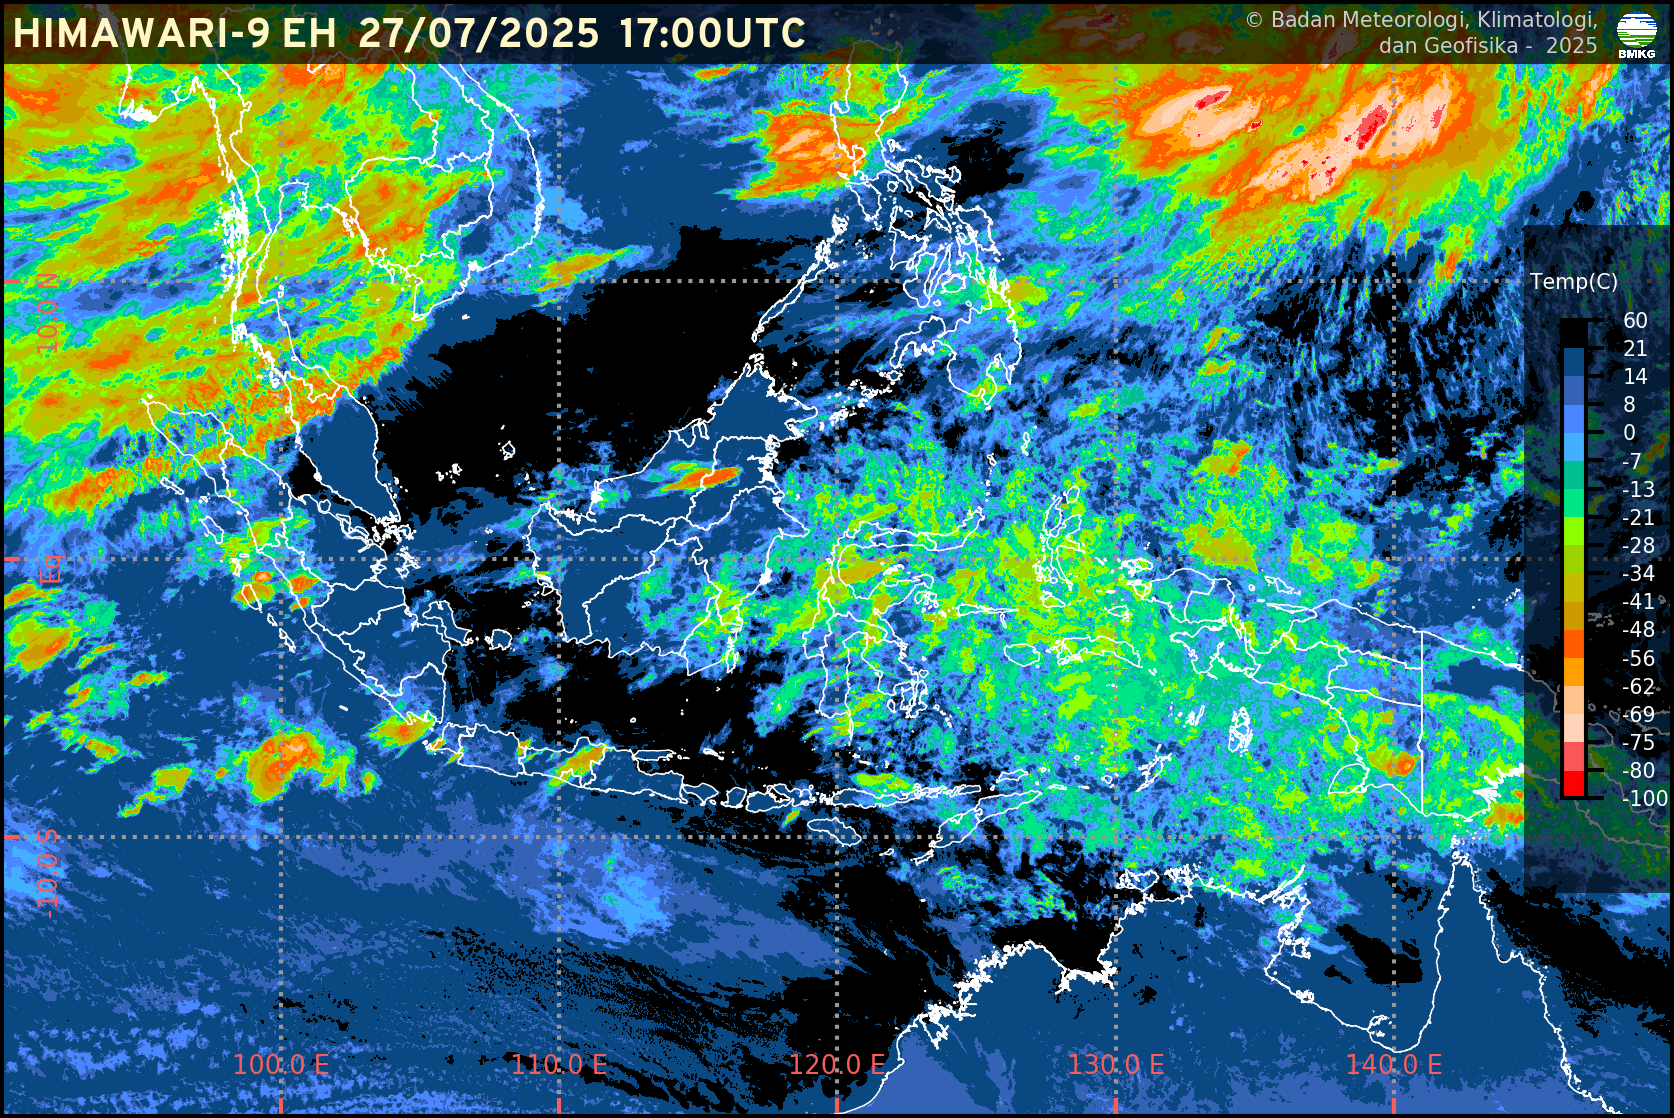 HIMAWARI-9 EH 27/07/2025 17:00UTC
© Badan Meteorologi, Klimatologi,
dan Geofisika - 2025
BMKG
Temp(C)
60
21
14
8
0
-7
-13
-21
-28
-34
-41
-48
-56
-62
-69
-75
-80
-100
10.0 N
Eq
-10.0 S
100.0 E
110.0 E
120.0 E
130.0 E
140.0 E